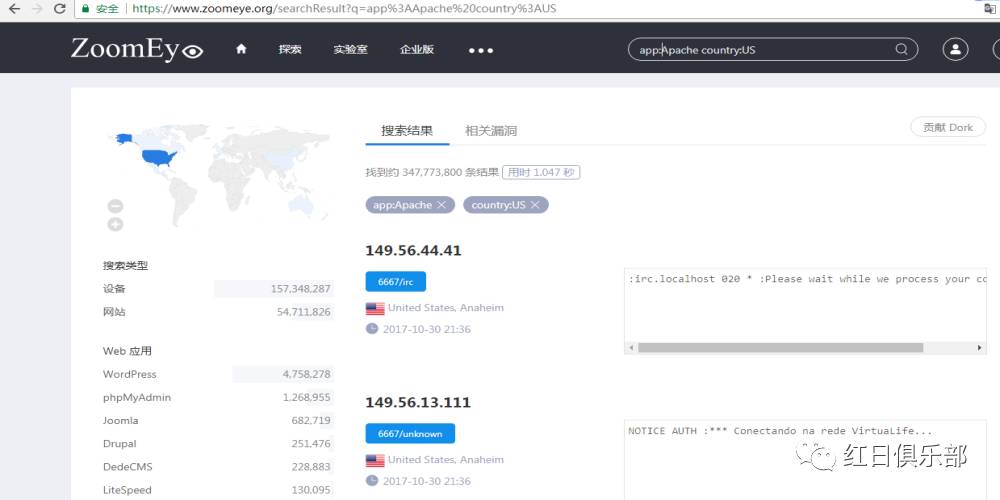 安全 https://www.zoomeye.org/searchResult?q=app%3AApache%20country%3AUS
ZoomEye 探索 实验室 企业版 ••• app:Apache country:US
搜索结果 相关漏洞 贡献 Dork
找到约 347,773,800 条结果 用时 1.047 秒
app:Apache × country:US ×
149.56.44.41
6667/irc
United States, Anaheim
2017-10-30 21:36
:irc.localhost 020 * :Please wait while we process your co
搜索类型
设备 157,348,287
网站 54,711,826
Web 应用
WordPress 4,758,278
phpMyAdmin 1,268,955
Joomla 682,719
Drupal 251,476
DedeCMS 228,883
LiteSpeed 130,095
149.56.13.111
6667/unknown
United States, Anaheim
2017-10-30 21:36
NOTICE AUTH :*** Conectando na rede VirtuaLife...
红日俱乐部